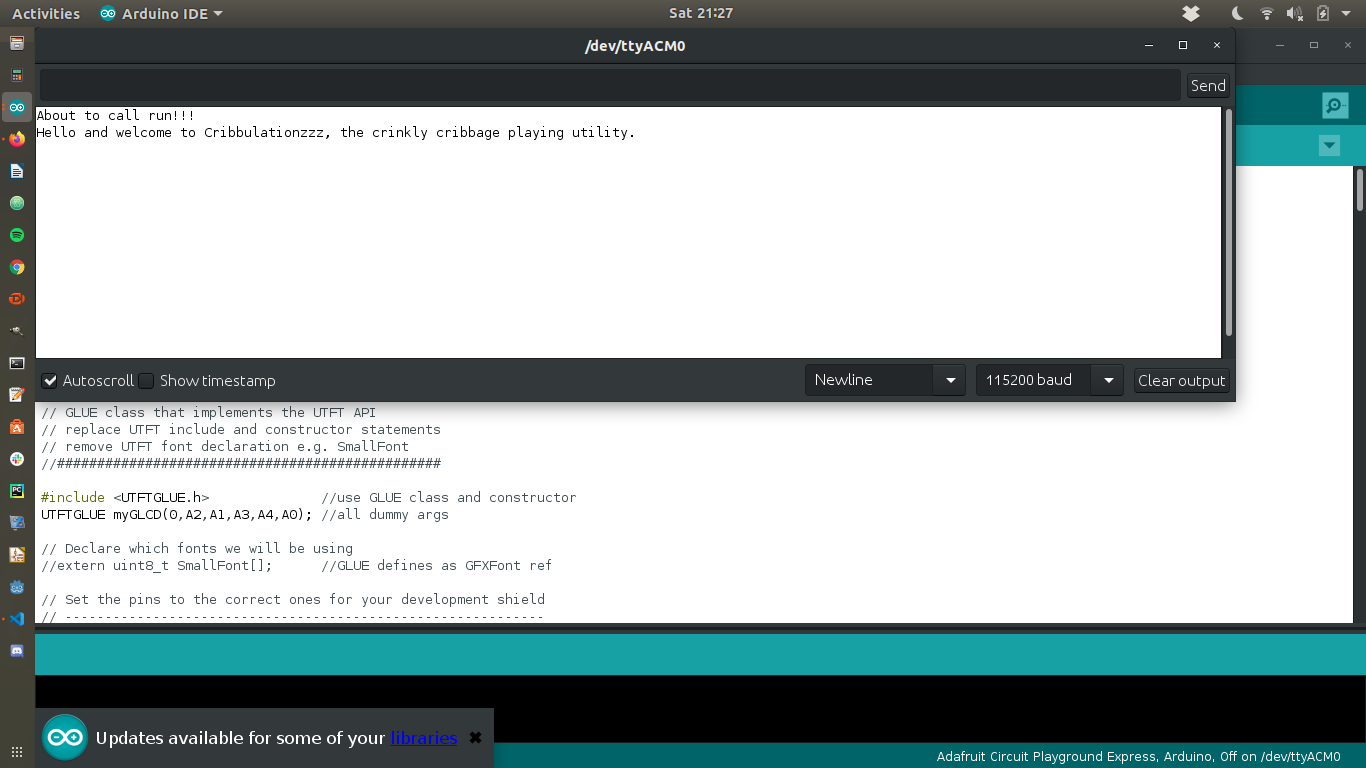 Activities
Arduino IDE
Sat 21:27
/dev/ttyACM0
Send
About to call run!!!
Hello and welcome to Cribbulationzzz, the crinkly cribbage playing utility.
Autoscroll
Show timestamp
Newline
115200 baud
Clear output
// GLUE class that implements the UTFT API
// replace UTFT include and constructor statements
// remove UTFT font declaration e.g. SmallFont
//################################################
#include <UTFTGLUE.h>              //use GLUE class and constructor
UTFTGLUE myGLCD(0,A2,A1,A3,A4,A0); //all dummy args
// Declare which fonts we will be using
//extern uint8_t SmallFont[];      //GLUE defines as GFXFont ref
// Set the pins to the correct ones for your development shield
// ------------------------------------------------------------
Updates available for some of your libraries
Adafruit Circuit Playground Express, Arduino, Off on /dev/ttyACM0